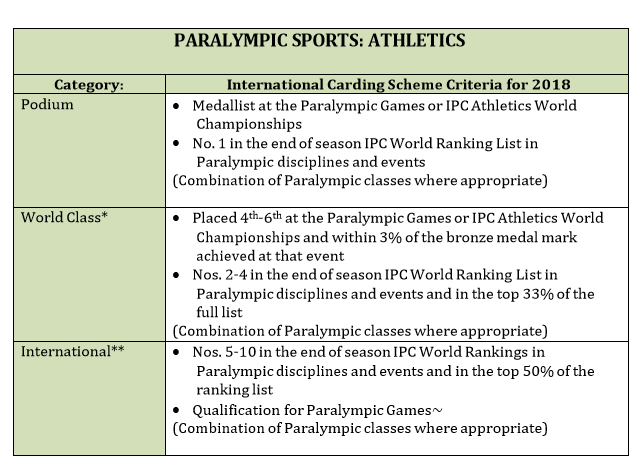 PARALYMPIC SPORTS: ATHLETICS
Category:
International Carding Scheme Criteria for 2018
Podium
• Medallist at the Paralympic Games or IPC Athletics World
Championships
• No. 1 in the end of season IPC World Ranking List in
Paralympic disciplines and events
(Combination of Paralympic classes where appropriate)
World Class*
• Placed 4th-6th at the Paralympic Games or IPC Athletics World
Championships and within 3% of the bronze medal mark
achieved at that event
• Nos. 2-4 in the end of season IPC World Ranking List in
Paralympic disciplines and events and in the top 33% of the
full list
(Combination of Paralympic classes where appropriate)
International**
• Nos. 5-10 in the end of season IPC World Rankings in
Paralympic disciplines and events and in the top 50% of the
ranking list
• Qualification for Paralympic Games~
(Combination of Paralympic classes where appropriate)